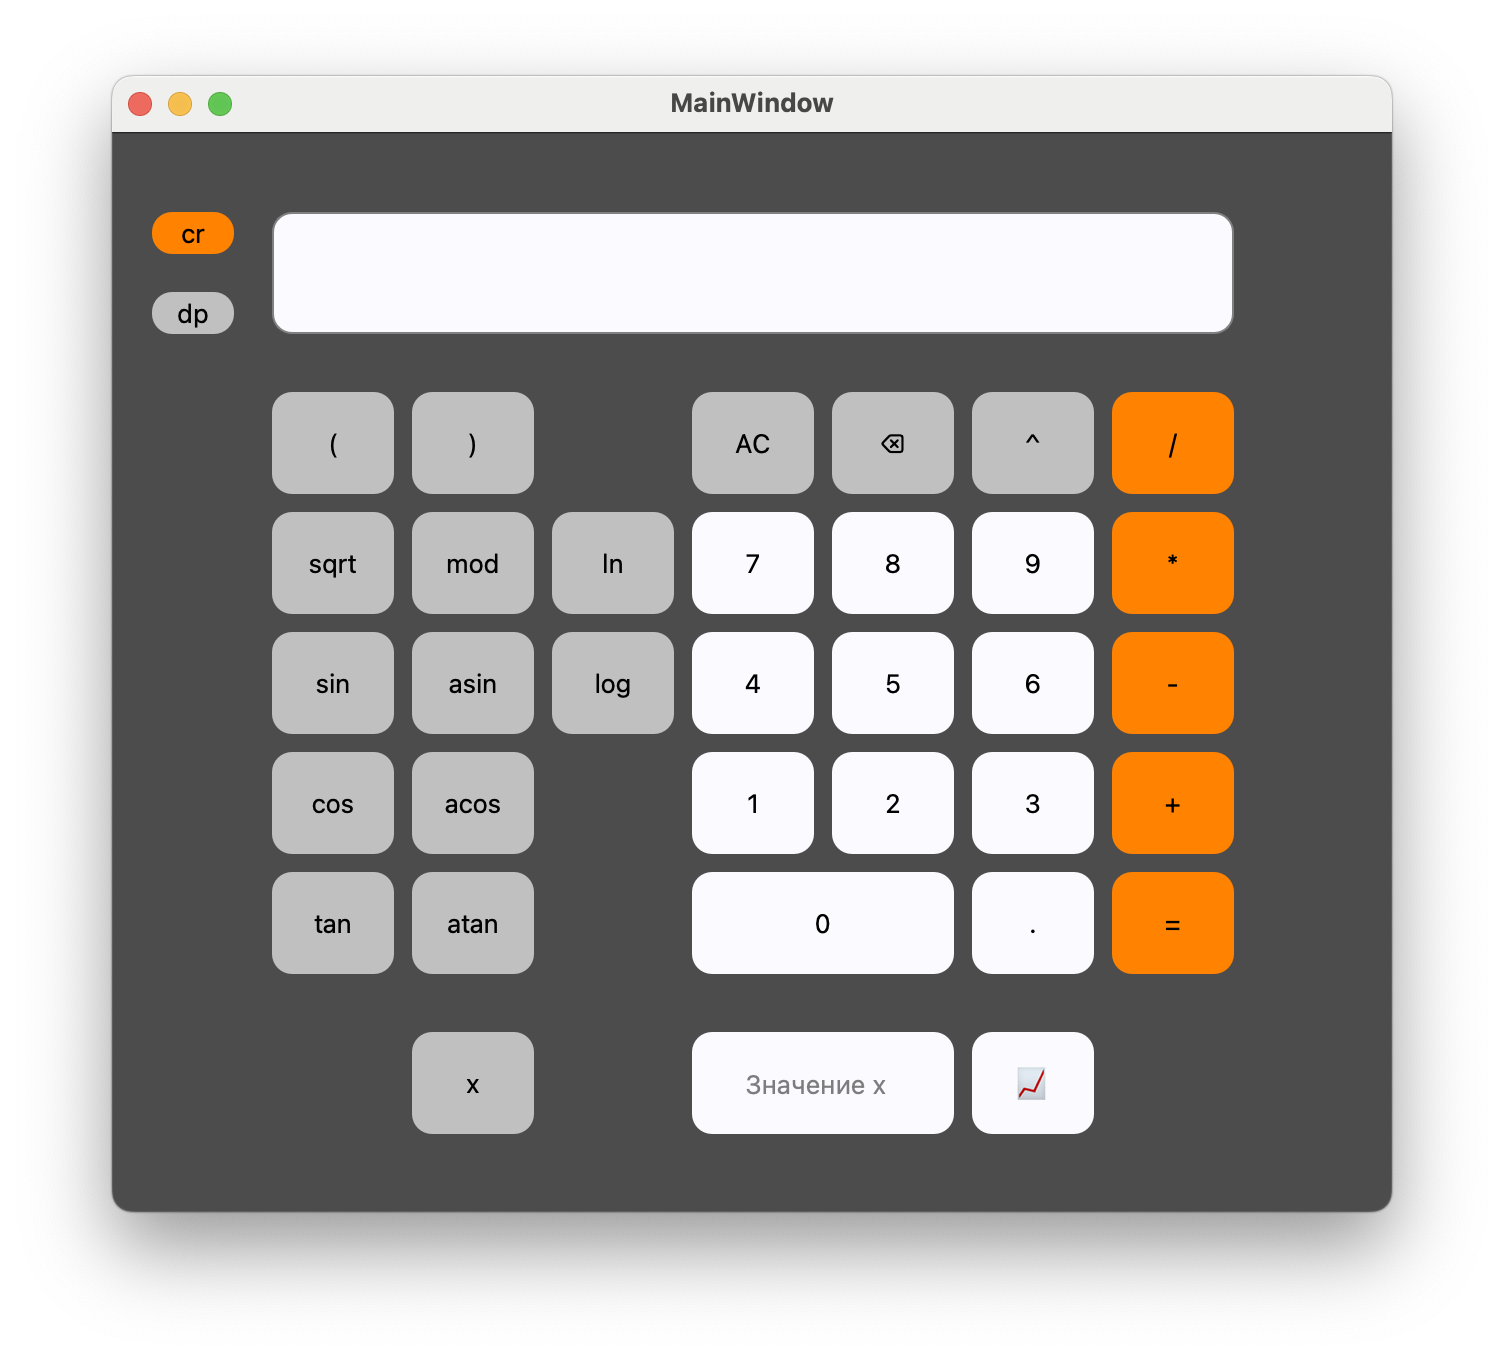 MainWindow
cr
dp
( ) AC ⌫ ^ /
sqrt mod ln 7 8 9 *
sin asin log 4 5 6 -
cos acos 1 2 3 +
tan atan 0 . =
x Значение x